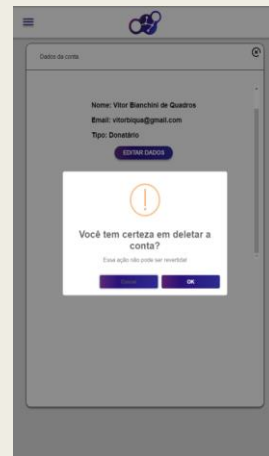 Dados da conta
Nome: Vitor Bianchini de Quadros
Email: vitorbiqua@gmail.com
Tipo: Donatário
EDITAR DADOS
Você tem certeza em deletar a
conta?
Essa ação não pode ser revertida!
OK